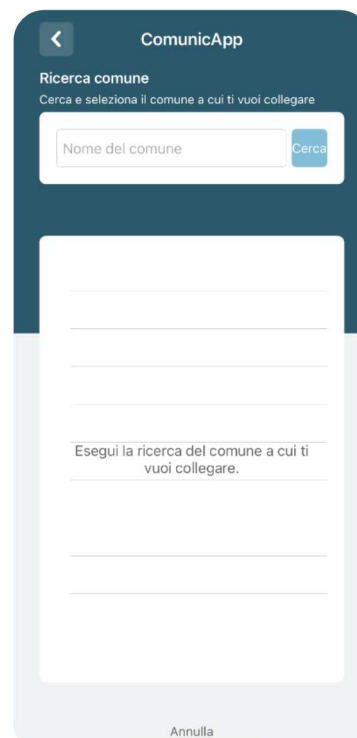 ComunicApp
Ricerca comune
Cerca e seleziona il comune a cui ti vuoi collegare
Nome del comune
Cerca
Esegui la ricerca del comune a cui ti
vuoi collegare.
Annulla